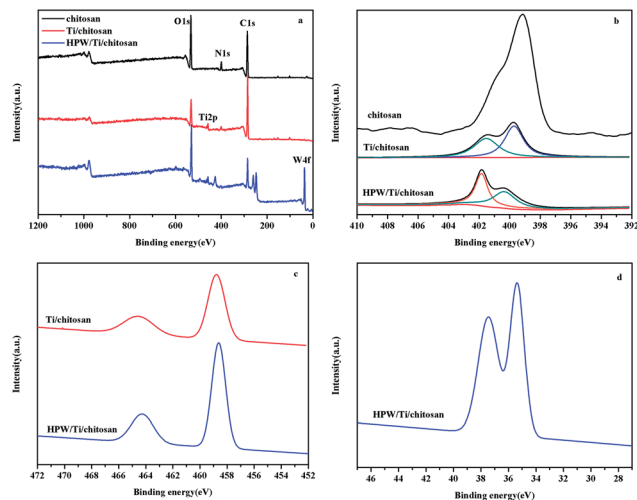 a
chitosan
Ti/chitosan
HPW/Ti/chitosan
O1s
C1s
N1s
Ti2p
W4f
Intensity(a.u.)
1200 1000 800 600 400 200 0
Binding energy(eV)
b
chitosan
Ti/chitosan
HPW/Ti/chitosan
Intensity(a.u.)
410 408 406 404 402 400 398 396 394 392
Binding energy(eV)
c
Ti/chitosan
HPW/Ti/chitosan
Intensity(a.u.)
472 470 468 466 464 462 460 458 456 454 452
Binding energy(eV)
d
HPW/Ti/chitosan
Intensity(a.u.)
46 44 42 40 38 36 34 32 30 28
Binding energy(eV)